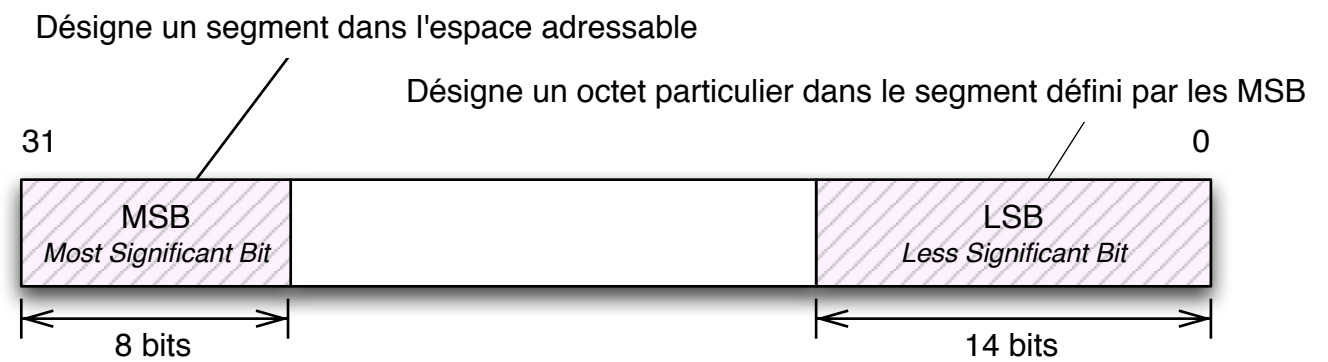 Désigne un segment dans l'espace adressable
Désigne un octet particulier dans le segment défini par les MSB
31
0
MSB
Most Significant Bit
LSB
Less Significant Bit
8 bits
14 bits